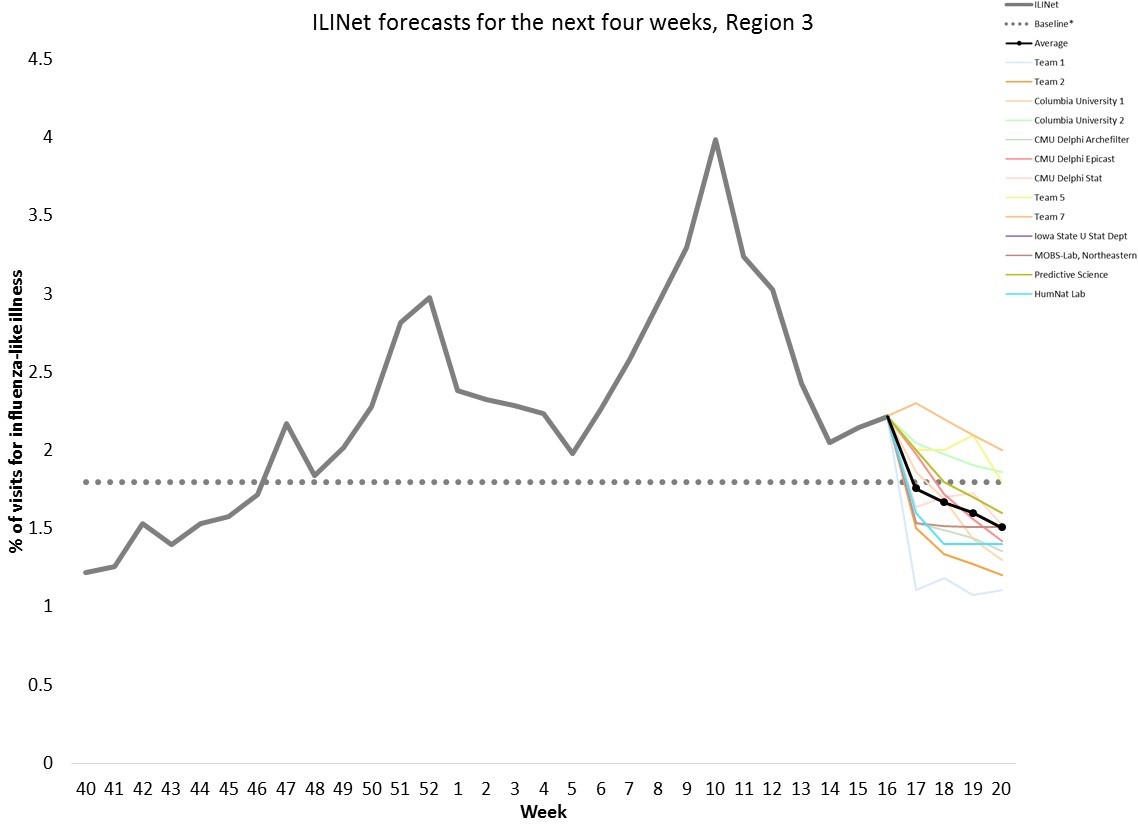 ILINet forecasts for the next four weeks, Region 3
ILINet
Baseline*
Average
Team 1
Team 2
Columbia University 1
Columbia University 2
CMU Delphi Archefilter
CMU Delphi Epicast
CMU Delphi Stat
Team 5
Team 7
Iowa State U Stat Dept
MOBS-Lab, Northeastern
Predictive Science
HumNat Lab
% of visits for influenza-like illness
4.5
4
3.5
3
2.5
2
1.5
1
0.5
0
40 41 42 43 44 45 46 47 48 49 50 51 52 1 2 3 4 5 6 7 8 9 10 11 12 13 14 15 16 17 18 19 20
Week